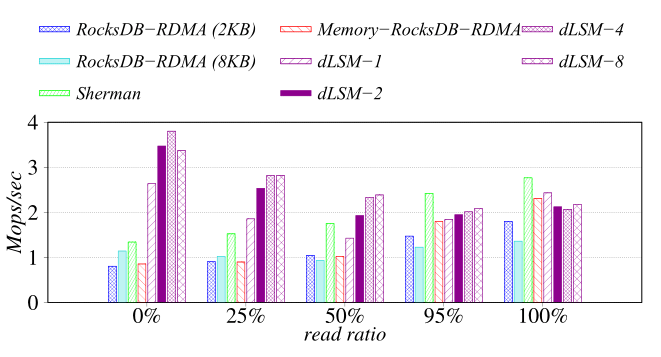 RocksDB−RDMA (2KB) Memory−RocksDB−RDMA dLSM−4
RocksDB−RDMA (8KB) dLSM−1 dLSM−8
Sherman dLSM−2
4
3
2
1
0
Mops/sec
0% 25% 50% 95% 100%
read ratio